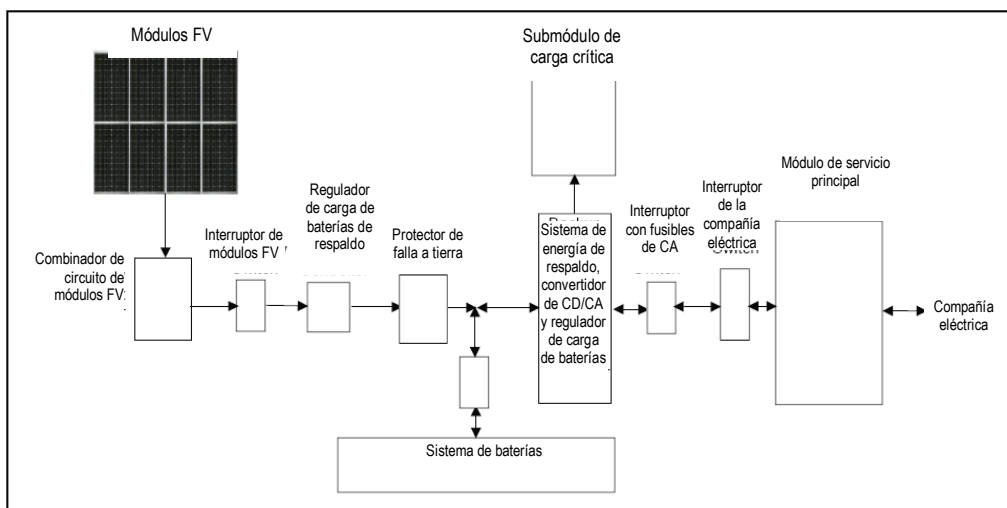 Módulos FV
Submódulo de
carga crítica
Módulo de servicio
principal
Regulador
de carga de
baterías de
respaldo
Interruptor
de la
compañía
eléctrica
Interruptor
con fusibles
de CA
Interruptor de
módulos FV
Protector de
falla a tierra
Combinador de
circuito de
módulos FV:
Sistema de
energía de
respaldo,
convertidor
de CD/CA
y regulador
de carga
de baterías
Compañía
eléctrica
Sistema de baterías